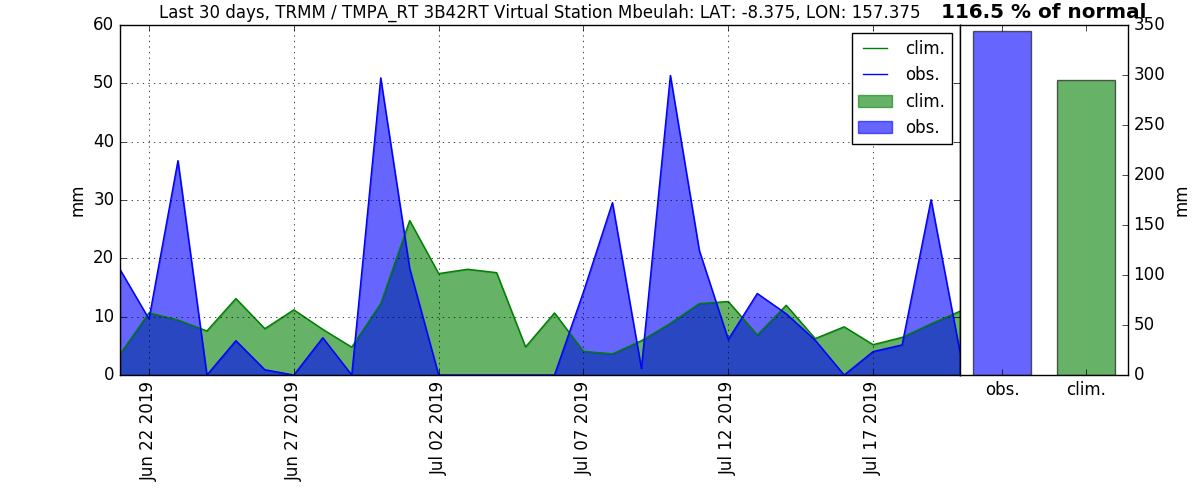 Last 30 days, TRMM / TMPA_RT 3B42RT Virtual Station Mbeulah: LAT: -8.375, LON: 157.375
116.5 % of normal
60
50
40
30
20
10
0
mm
clim.
obs.
clim.
obs.
Jun 22 2019
Jun 27 2019
Jul 02 2019
Jul 07 2019
Jul 12 2019
Jul 17 2019
350
300
250
200
150
100
50
0
mm
obs.
clim.